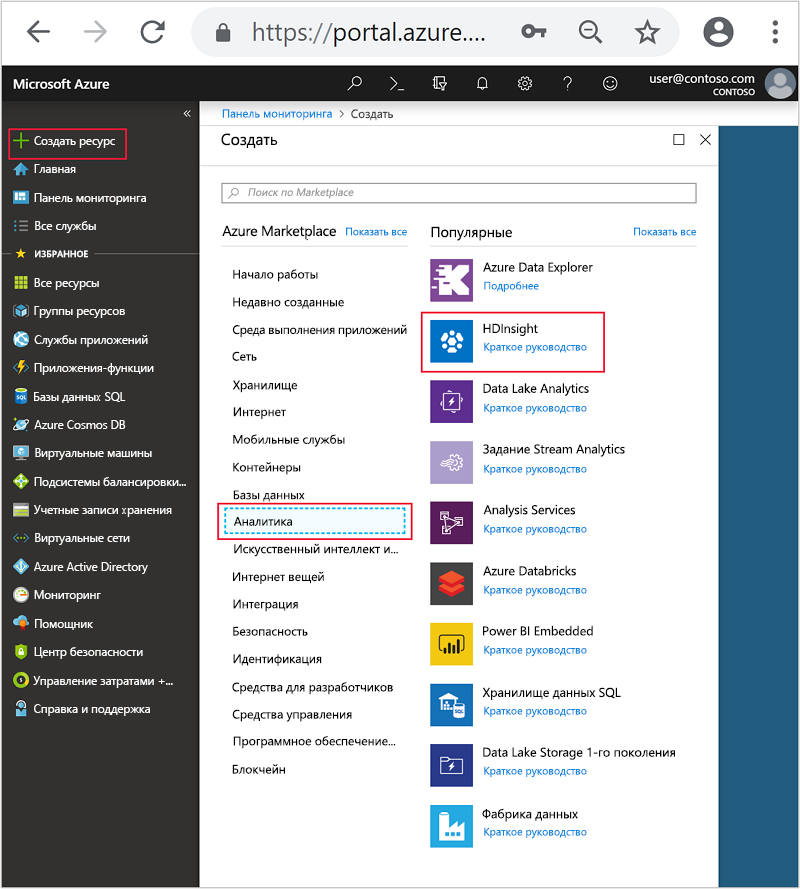 https://portal.azure....
Microsoft Azure
user@contoso.com
CONTOSO
«
Создать ресурс
Главная
Панель мониторинга
Все службы
ИЗБРАННОЕ
Все ресурсы
Группы ресурсов
Службы приложений
Приложения-функции
Базы данных SQL
Azure Cosmos DB
Виртуальные машины
Подсистемы балансировки...
Учетные записи хранения
Виртуальные сети
Azure Active Directory
Мониторинг
Помощник
Центр безопасности
Управление затратами +...
Справка и поддержка
Панель мониторинга > Создать
Создать
Поиск по Marketplace
Azure Marketplace Показать все
Начало работы
Недавно созданные
Среда выполнения приложений
Сеть
Хранилище
Интернет
Мобильные службы
Контейнеры
Базы данных
Аналитика
Искусственный интеллект и...
Интернет вещей
Интеграция
Безопасность
Идентификация
Средства для разработчиков
Средства управления
Программное обеспечение...
Блокчейн
Популярные Показать все
Azure Data Explorer
Подробнее
HDInsight
Краткое руководство
Data Lake Analytics
Краткое руководство
Задание Stream Analytics
Краткое руководство
Analysis Services
Краткое руководство
Azure Databricks
Краткое руководство
Power BI Embedded
Краткое руководство
Хранилище данных SQL
Краткое руководство
Data Lake Storage 1-го поколения
Краткое руководство
Фабрика данных
Краткое руководство